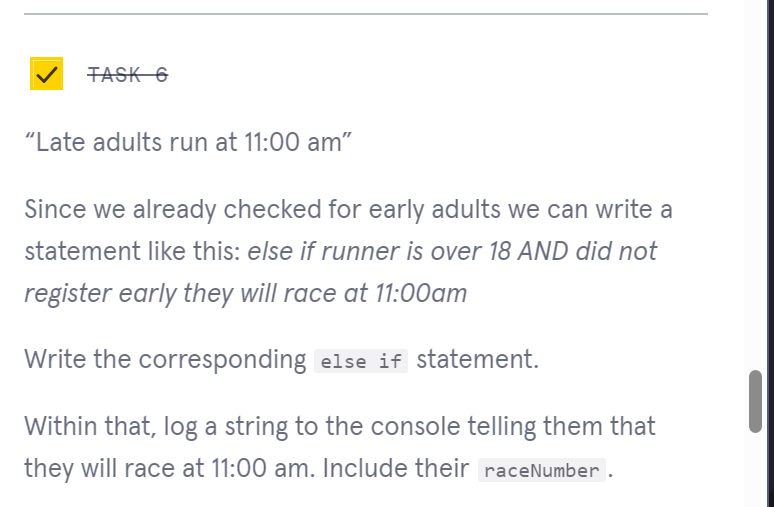 TASK 6
“Late adults run at 11:00 am”
Since we already checked for early adults we can write a
statement like this: else if runner is over 18 AND did not
register early they will race at 11:00am
Write the corresponding else if statement.
Within that, log a string to the console telling them that
they will race at 11:00 am. Include their raceNumber.